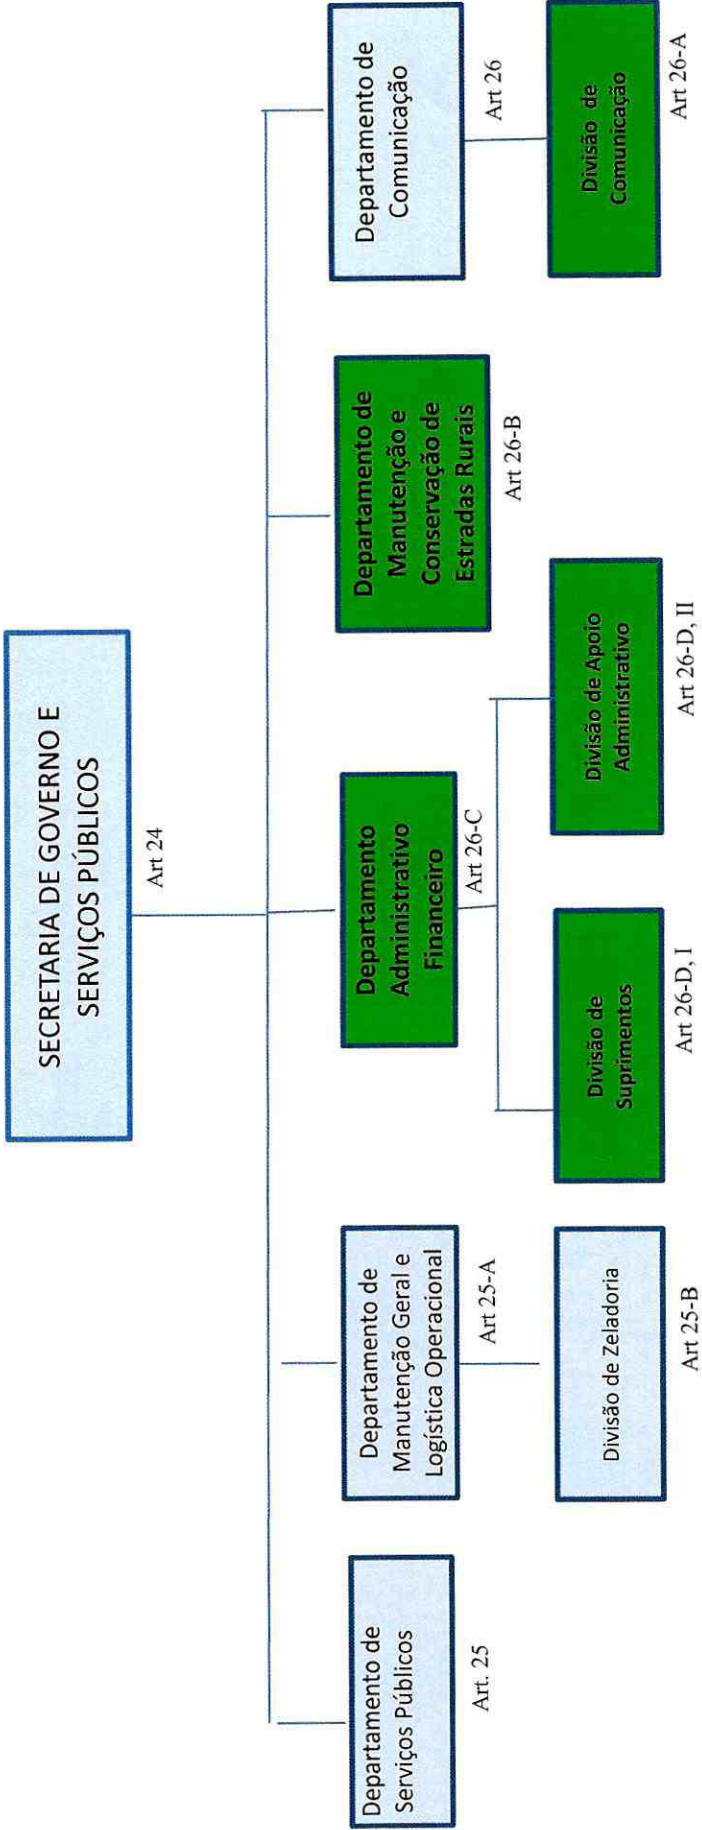 SECRETARIA DE GOVERNO E
SERVIÇOS PÚBLICOS
Art 24
Departamento de
Serviços Públicos
Art. 25
Departamento de
Manutenção Geral e
Logística Operacional
Art 25-A
Divisão de Zeladoria
Art 25-B
Departamento
Administrativo
Financeiro
Art 26-C
Divisão de
Suprimentos
Art 26-D, I
Divisão de Apoio
Administrativo
Art 26-D, II
Departamento de
Manutenção e
Conservação de
Estradas Rurais
Art 26-B
Departamento de
Comunicação
Art 26
Divisão de
Comunicação
Art 26-A